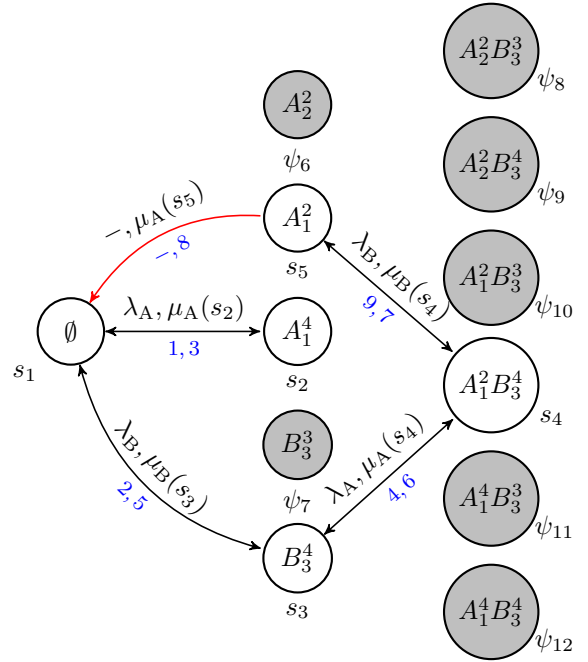 A_2^2B_3^3
ψ_8
A_2^2
ψ_6
A_2^2B_3^4
ψ_9
–, μ_A(s_5)
–, 8
A_1^2
s_5
λ_B, μ_B(s_4)
9, 7
A_1^2B_3^3
ψ_10
∅
s_1
λ_A, μ_A(s_2)
1, 3
A_1^4
s_2
A_1^2B_3^4
s_4
λ_B, μ_B(s_3)
2, 5
B_3^3
ψ_7
λ_A, μ_A(s_4)
4, 6
A_1^4B_3^3
ψ_11
B_3^4
s_3
A_1^4B_3^4
ψ_12